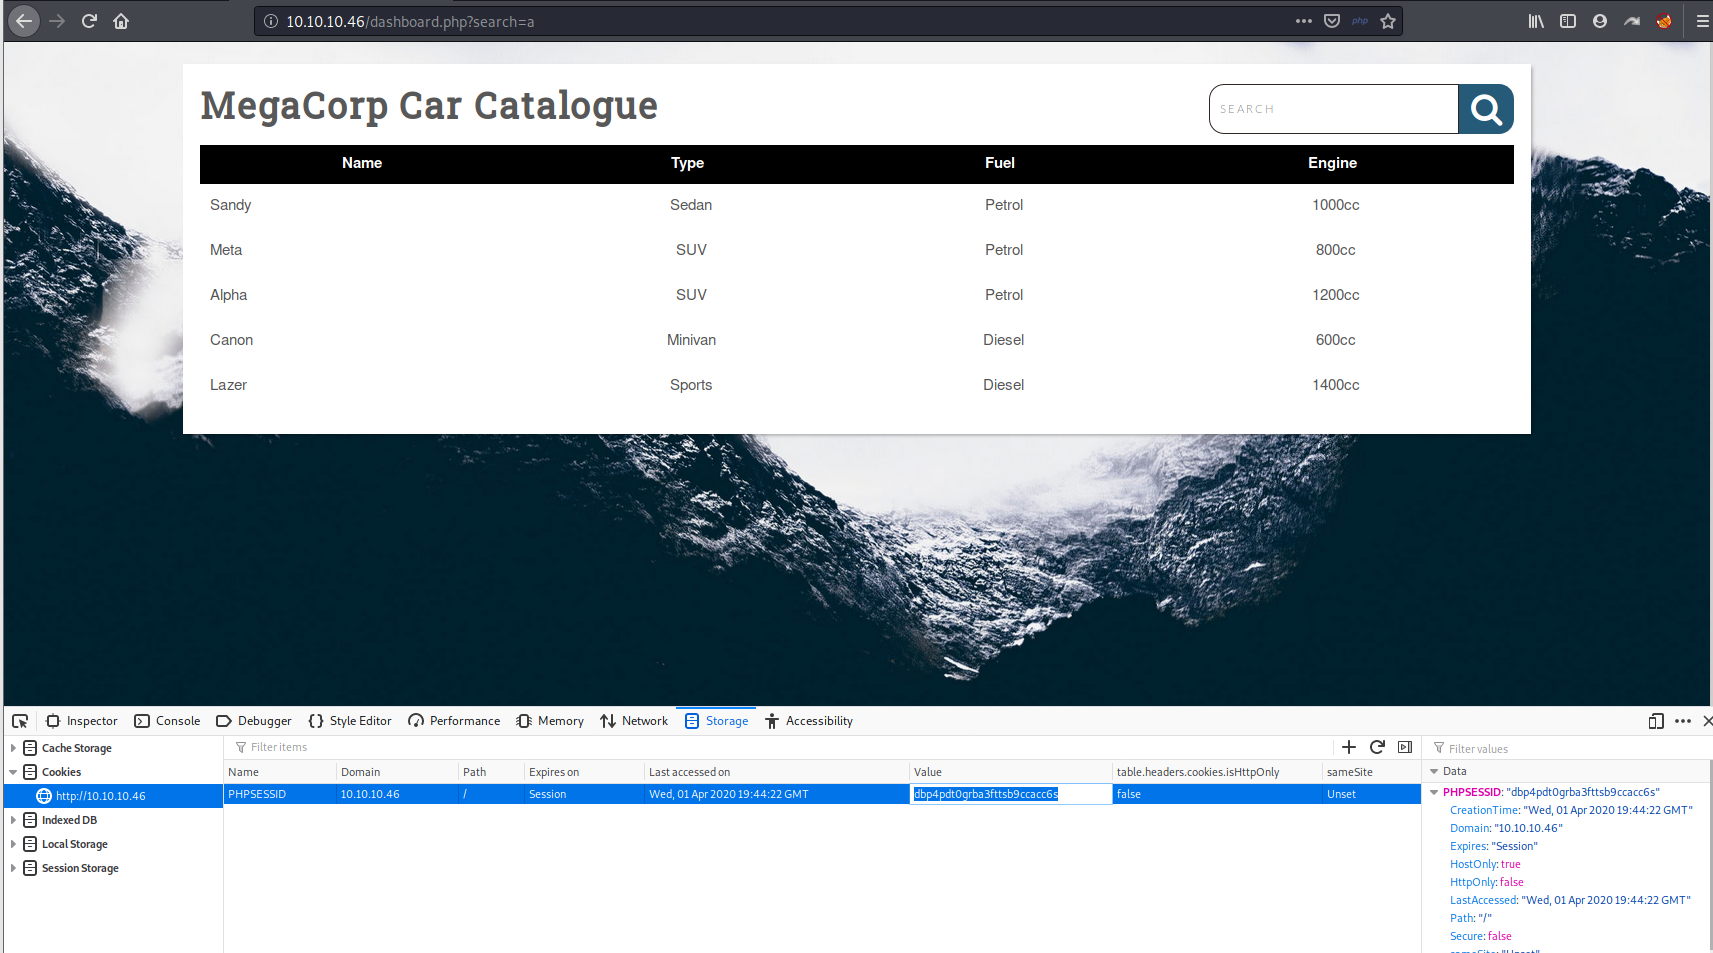 10.10.10.46/dashboard.php?search=a
php
MegaCorp Car Catalogue
SEARCH
Name Type Fuel Engine
Sandy Sedan Petrol 1000cc
Meta SUV Petrol 800cc
Alpha SUV Petrol 1200cc
Canon Minivan Diesel 600cc
Lazer Sports Diesel 1400cc
Inspector Console Debugger Style Editor Performance Memory Network Storage Accessibility
Cache Storage
Cookies
http://10.10.10.46
Indexed DB
Local Storage
Session Storage
Filter items
Name Domain Path Expires on Last accessed on Value table.headers.cookies.isHttpOnly sameSite
PHPSESSID 10.10.10.46 / Session Wed, 01 Apr 2020 19:44:22 GMT dbp4pdt0grba3fttsb9ccacc6s false Unset
Filter values
Data
PHPSESSID: "dbp4pdt0grba3fttsb9ccacc6s"
CreationTime: "Wed, 01 Apr 2020 19:44:22 GMT"
Domain: "10.10.10.46"
Expires: "Session"
HostOnly: true
HttpOnly: false
LastAccessed: "Wed, 01 Apr 2020 19:44:22 GMT"
Path: "/"
Secure: false
sameSite: "Unset"